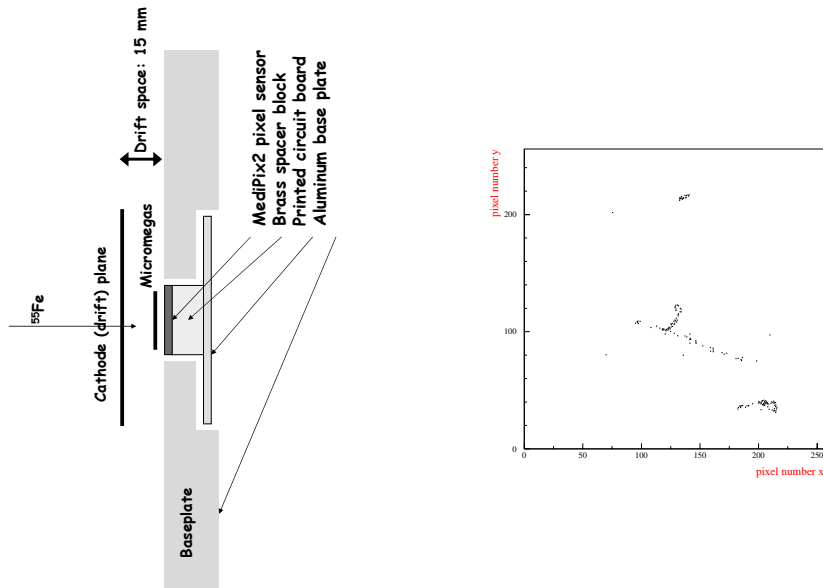 55Fe
Cathode (drift) plane
Micromegas
Drift space: 15 mm
Baseplate
MediPix2 pixel sensor
Brass spacer block
Printed circuit board
Aluminum base plate
pixel number y
200
100
0
0
50
100
150
200
250
pixel number x